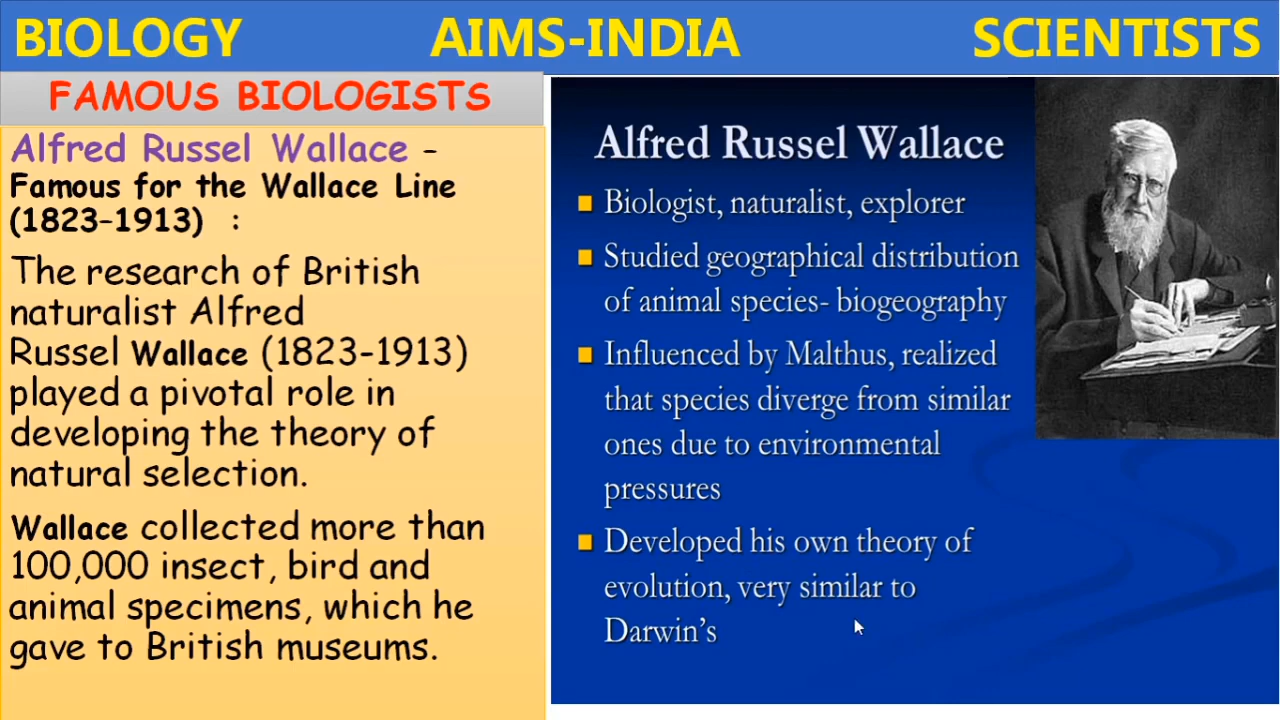 BIOLOGY AIMS-INDIA SCIENTISTS
FAMOUS BIOLOGISTS
Alfred Russel Wallace -
Famous for the Wallace Line
(1823-1913) :
The research of British
naturalist Alfred
Russel Wallace (1823-1913)
played a pivotal role in
developing the theory of
natural selection.
Wallace collected more than
100,000 insect, bird and
animal specimens, which he
gave to British museums.
Alfred Russel Wallace
Biologist, naturalist, explorer
Studied geographical distribution
of animal species- biogeography
Influenced by Malthus, realized
that species diverge from similar
ones due to environmental
pressures
Developed his own theory of
evolution, very similar to
Darwin's